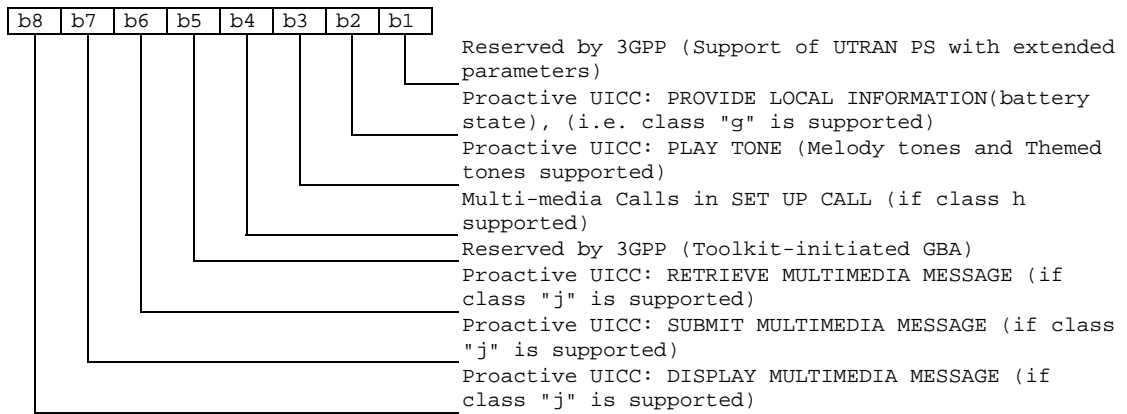 b8 b7 b6 b5 b4 b3 b2 b1
Reserved by 3GPP (Support of UTRAN PS with extended
parameters)
Proactive UICC: PROVIDE LOCAL INFORMATION(battery
state), (i.e. class "g" is supported)
Proactive UICC: PLAY TONE (Melody tones and Themed
tones supported)
Multi-media Calls in SET UP CALL (if class h
supported)
Reserved by 3GPP (Toolkit-initiated GBA)
Proactive UICC: RETRIEVE MULTIMEDIA MESSAGE (if
class "j" is supported)
Proactive UICC: SUBMIT MULTIMEDIA MESSAGE (if class
"j" is supported)
Proactive UICC: DISPLAY MULTIMEDIA MESSAGE (if
class "j" is supported)